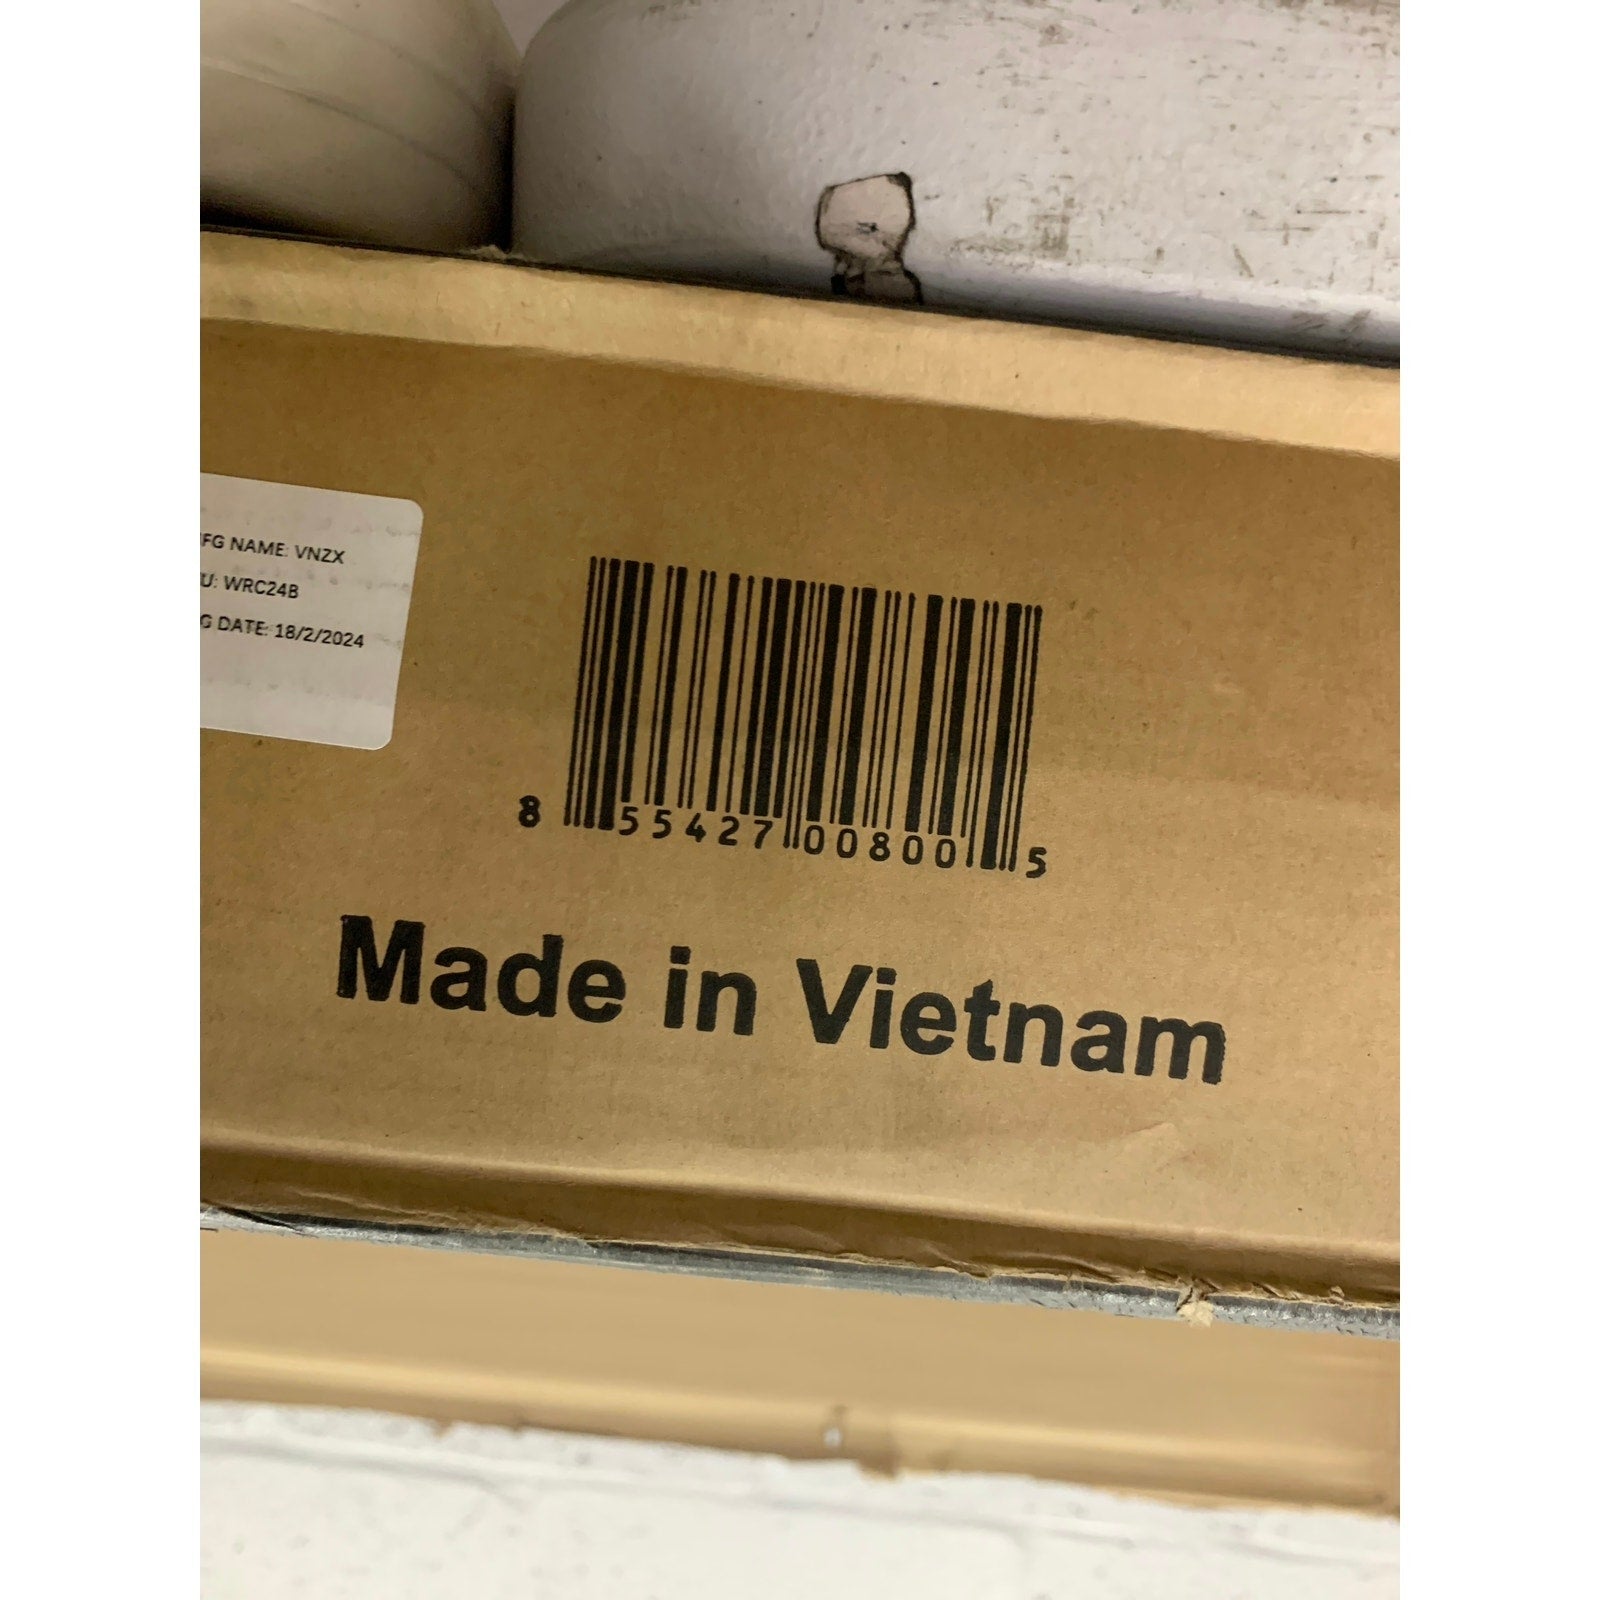 FG NAME: VNZX
U: WRC24B
G DATE: 18/2/2024
8 55427 00800 5
Made in Vietnam